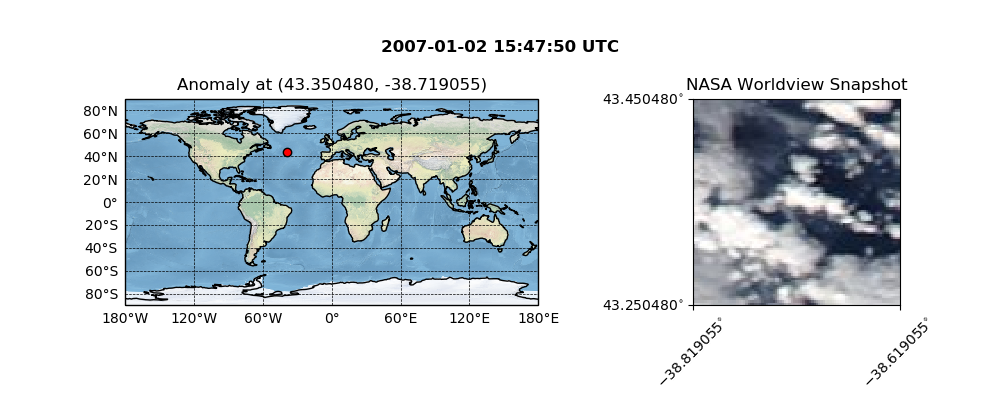 2007-01-02 15:47:50 UTC
Anomaly at (43.350480, -38.719055)
80°N
60°N
40°N
20°N
0°
20°S
40°S
60°S
80°S
180°W 120°W 60°W 0° 60°E 120°E 180°E
NASA Worldview Snapshot
43.450480°
43.250480°
−38.819055°
−38.619055°